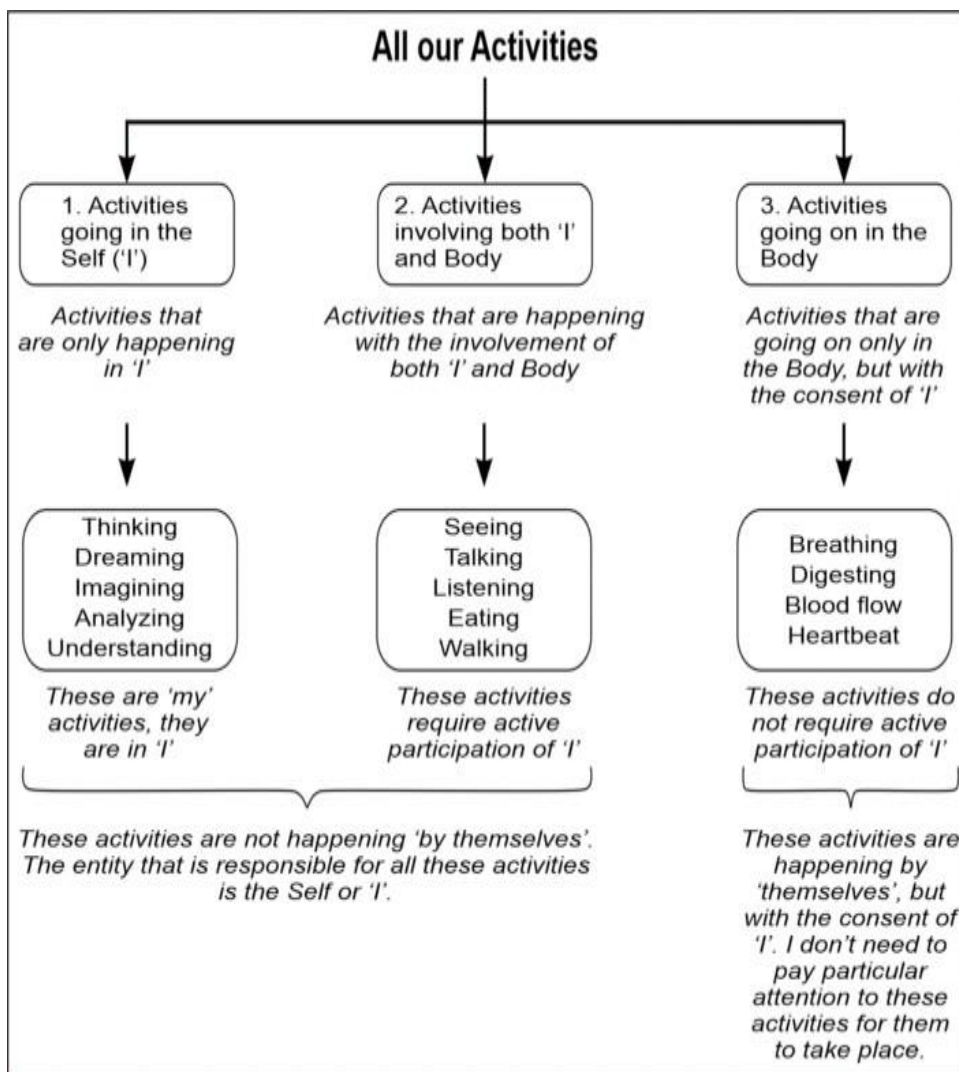 All our Activities
1. Activities
going in the
Self (‘I’)
Activities that
are only happening
in ‘I’
Thinking
Dreaming
Imagining
Analyzing
Understanding
These are ‘my’
activities, they
are in ‘I’
2. Activities
involving both ‘I’
and Body
Activities that are happening
with the involvement of
both ‘I’ and Body
Seeing
Talking
Listening
Eating
Walking
These activities
require active
participation of ‘I’
These activities are not happening ‘by themselves’.
The entity that is responsible for all these activities
is the Self or ‘I’.
3. Activities
going on in the
Body
Activities that are
going on only in
the Body, but with
the consent of ‘I’
Breathing
Digesting
Blood flow
Heartbeat
These activities do
not require active
participation of ‘I’
These activities are
happening by
‘themselves’, but
with the consent of
‘I’. I don’t need to
pay particular
attention to these
activities for them
to take place.